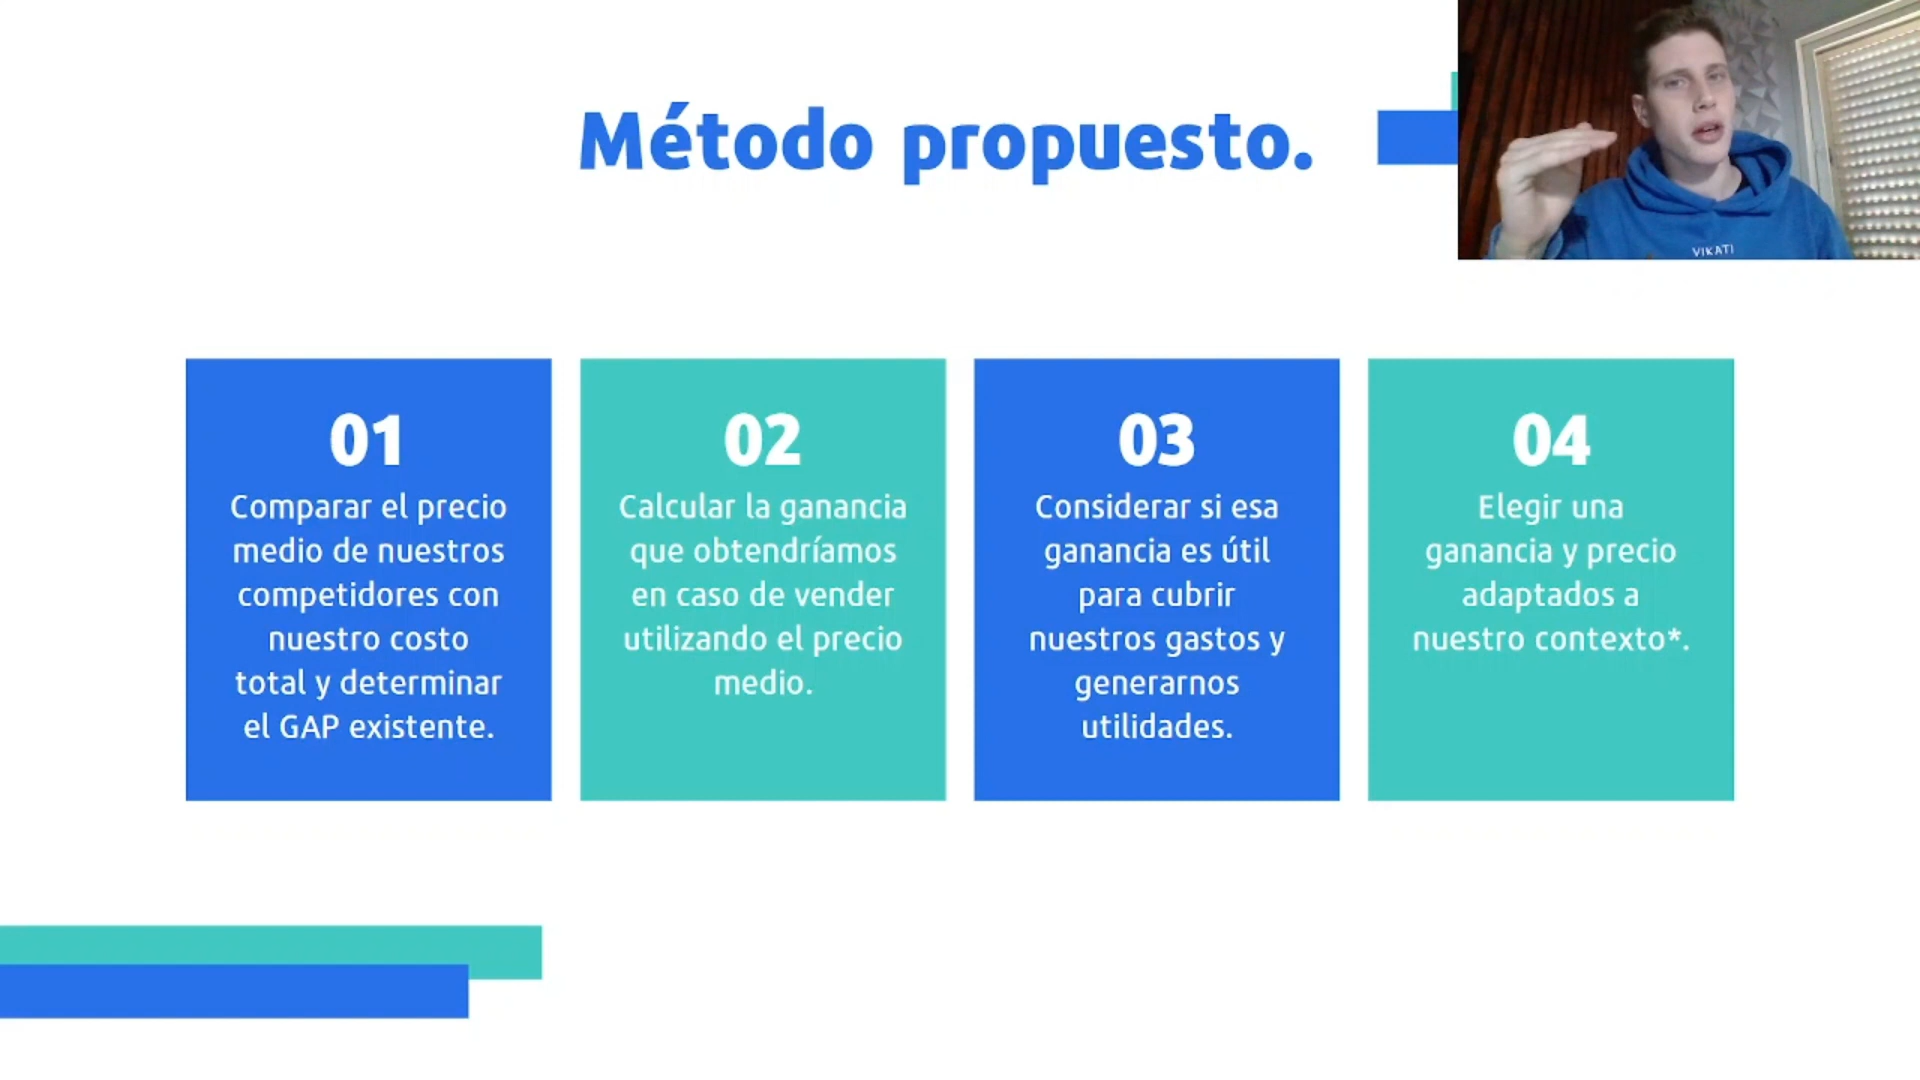 Método propuesto.
VIKATI
01
Comparar el precio
medio de nuestros
competidores con
nuestro costo
total y determinar
el GAP existente.
02
Calcular la ganancia
que obtendríamos
en caso de vender
utilizando el precio
medio.
03
Considerar si esa
ganancia es útil
para cubrir
nuestros gastos y
generarnos
utilidades.
04
Elegir una
ganancia y precio
adaptados a
nuestro contexto*.